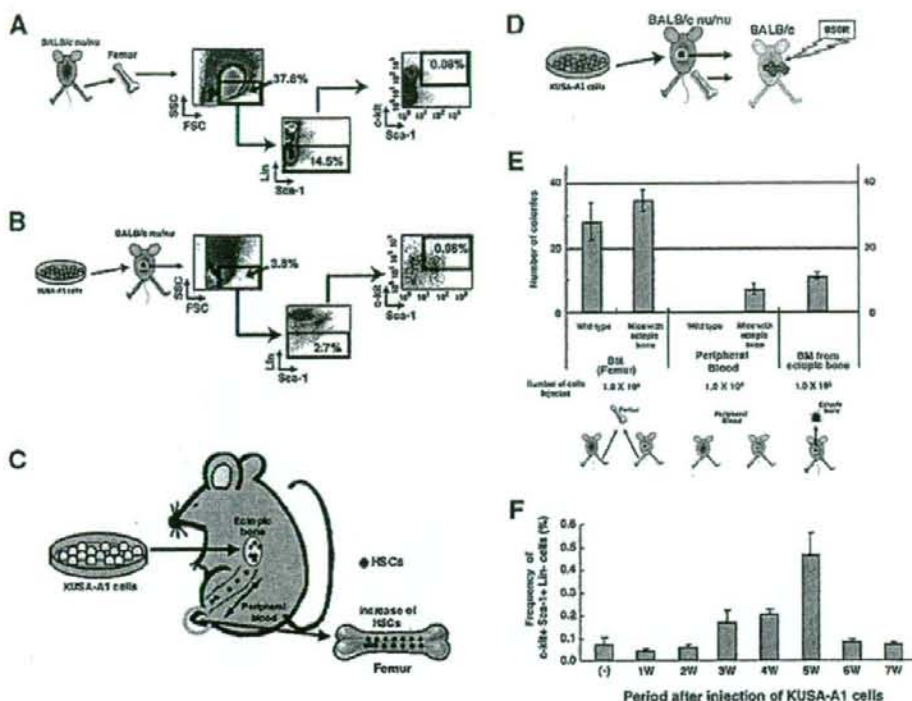 A
BALB/c nu/nu
Femur
SSC
FSC
37.6%
Lin
Sca-1
14.5%
c-kit
0.08%
Sca-1
B
KUSA-A1 cells
BALB/c nu/nu
SSC
FSC
3.8%
Lin
Sca-1
2.7%
c-kit
0.08%
Sca-1
C
KUSA-A1 cells
Ectopic
bone
HSCs
Peripheral
blood
increase of
HSCs
Femur
D
KUSA-A1 cells
BALB/c nu/nu
BALB/c
E
Number of colonies
60 60
40
20 20
0 0
Wild type
Mice with
ectopic
bone
Wild type
Mice with
ectopic
bone
BM
(Femur)
Peripheral
Blood
BM from
ectopic bone
Number of cells
injected
Femur
Peripheral
Blood
Ectopic
bone
F
Frequency of
c-kit+ Sca-1+ Lin- cells (%)
0.6
0.5
0.4
0.3
0.2
0.1
0.0
(-) 1W 2W 3W 4W 5W 6W 7W
Period after injection of KUSA-A1 cells